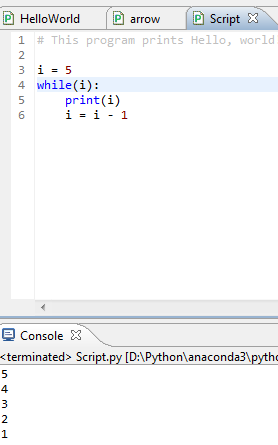 HelloWorld arrow Script
1 # This program prints Hello, world
2
3 i = 5
4 while(i):
5     print(i)
6     i = i - 1
Console
<terminated> Script.py [D:\Python\anaconda3\pytho
5
4
3
2
1